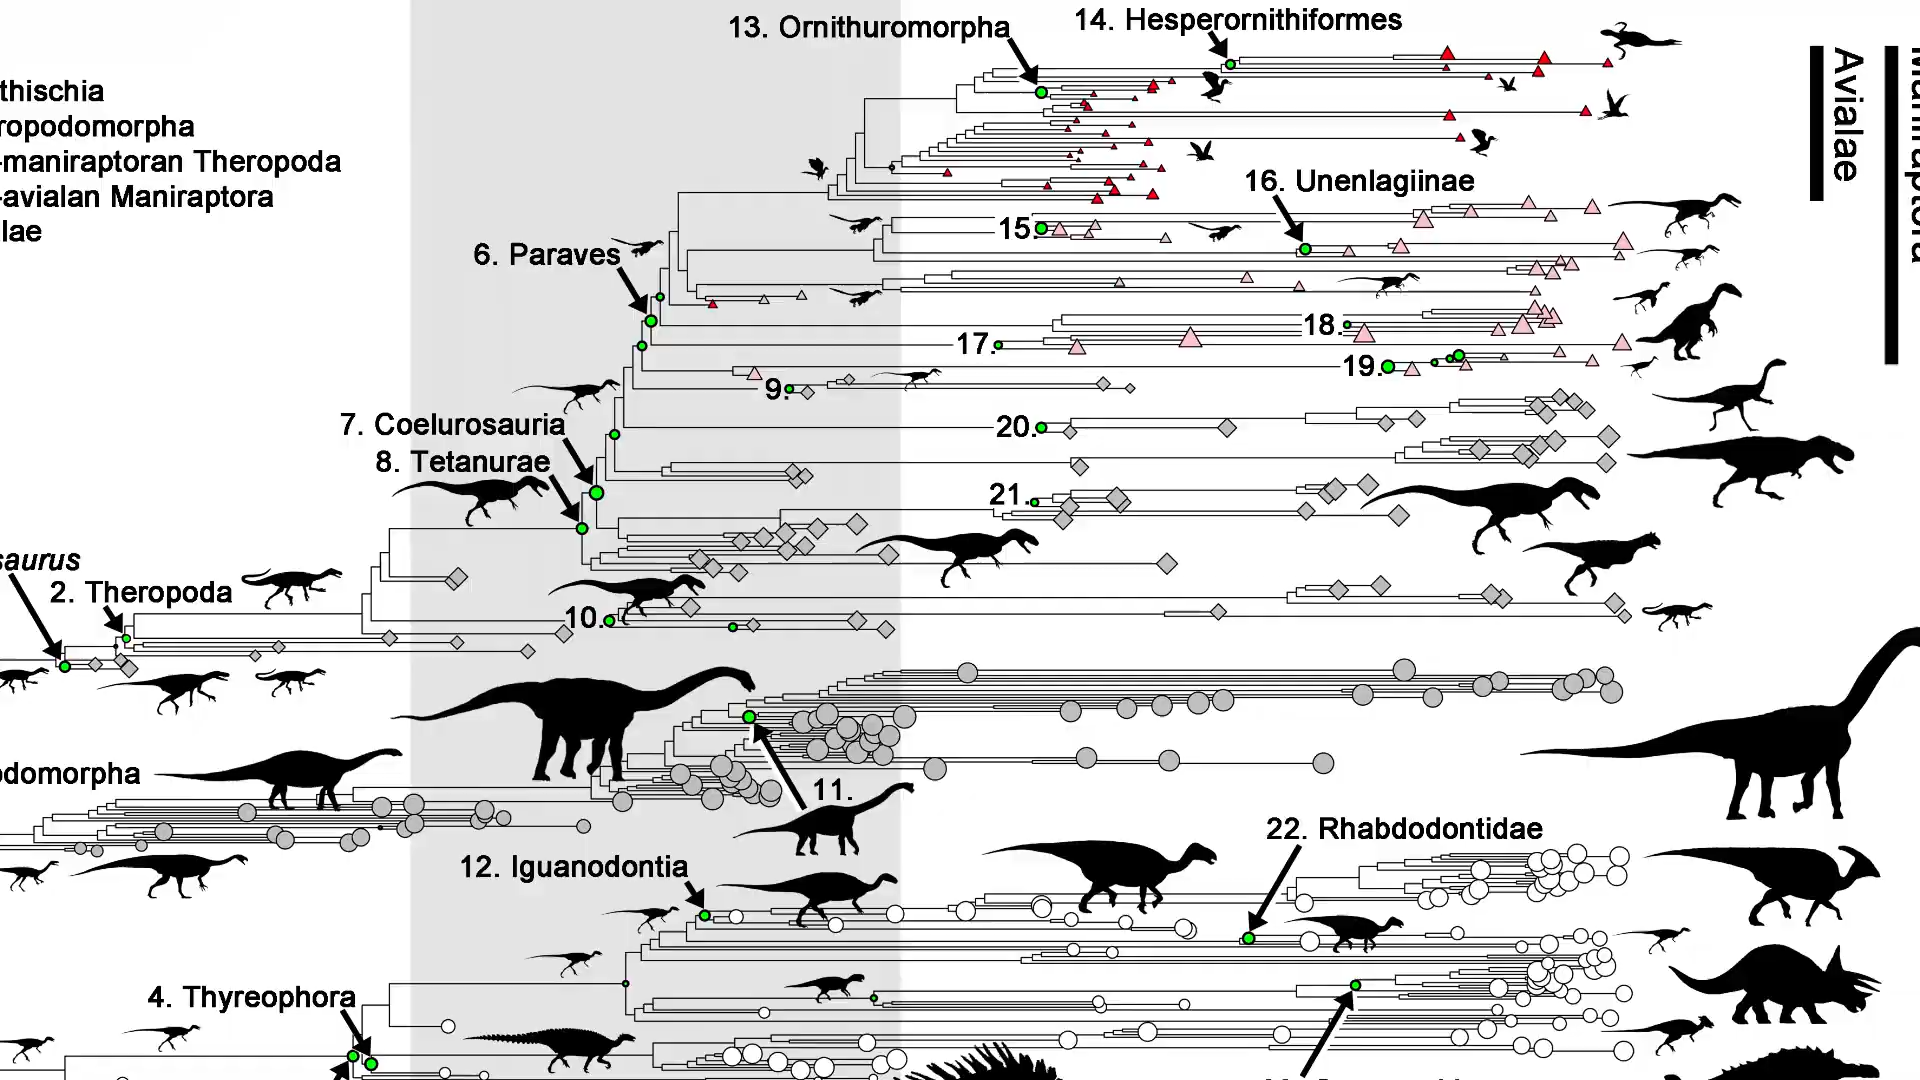 13. Ornithuromorpha
14. Hesperornithiformes
thischia
ropodomorpha
-maniraptoran Theropoda
-avialan Maniraptora
lae
Avialae
16. Unenlagiinae
15.
6. Paraves
18.
17.
19.
9.
7. Coelurosauria
20.
8. Tetanurae
21.
saurus
2. Theropoda
10.
odomorpha
11.
22. Rhabdodontidae
12. Iguanodontia
4. Thyreophora